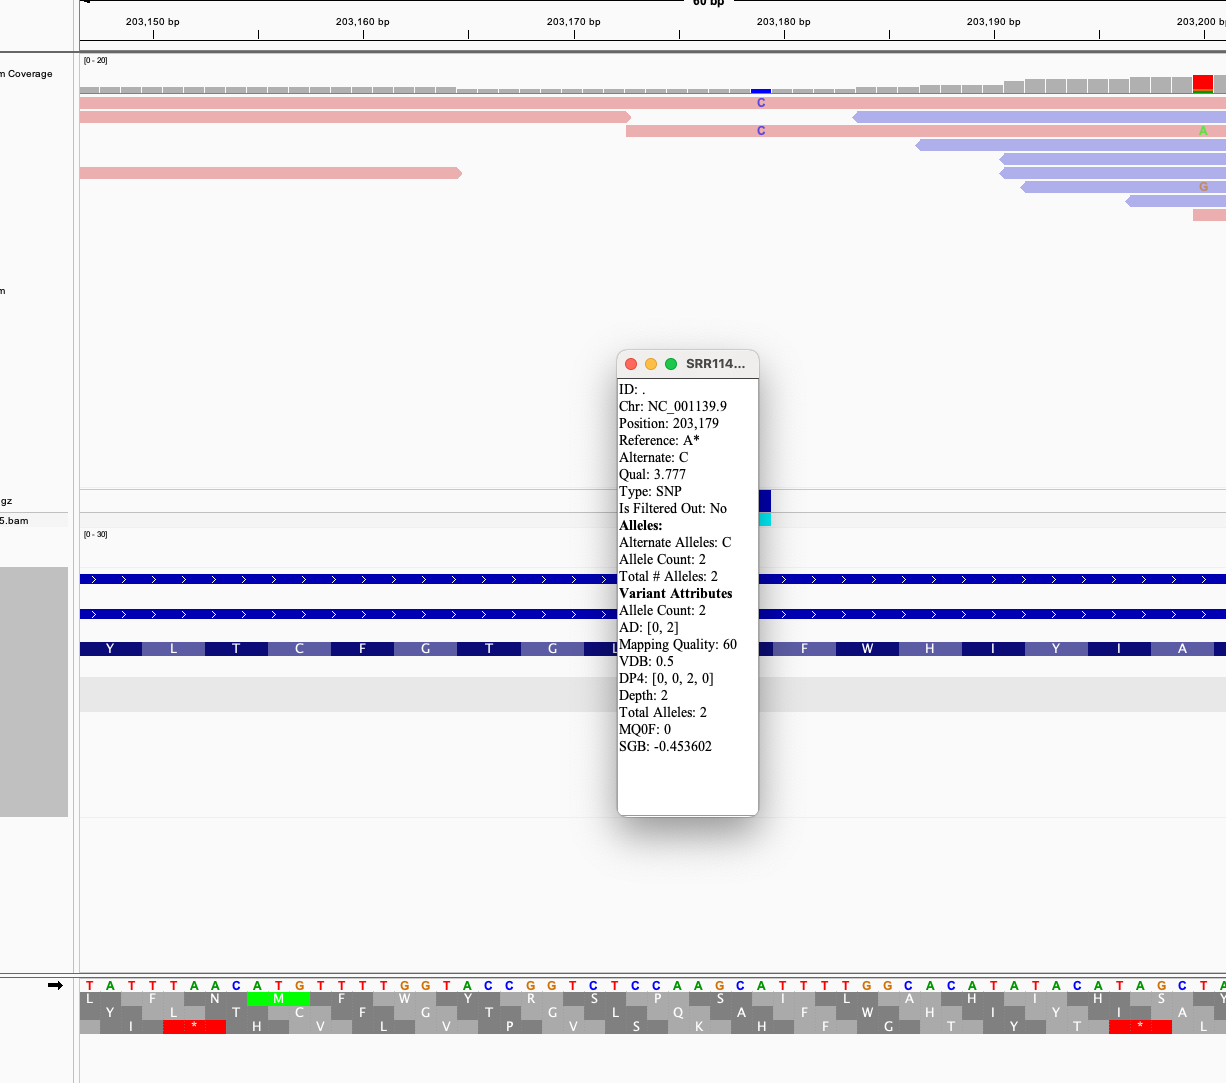 60 bp
203,150 bp 203,160 bp 203,170 bp 203,180 bp 203,190 bp 203,200
[0 - 20]
Coverage
C
C A
G
SRR114...
ID: .
Chr: NC_001139.9
Position: 203,179
Reference: A*
Alternate: C
Qual: 3.777
Type: SNP
Is Filtered Out: No
Alleles:
Alternate Alleles: C
Allele Count: 2
Total # Alleles: 2
Variant Attributes
Allele Count: 2
AD: [0, 2]
Mapping Quality: 60
VDB: 0.5
DP4: [0, 0, 2, 0]
Depth: 2
Total Alleles: 2
MQ0F: 0
SGB: -0.453602
gz
5.bam
[0 - 30]
Y L T C F G T G F W H I Y I A
T A T T T A A C A T G T T T T G G T A C C G G T C T C C A A G C A T T T T G G C A C A T A T A C A T A G C T A
L F N M F W Y R S P S I L A H I H S Y
Y L T C F G T G L Q A F W H I Y I A
I * H V L V P V S K H F G T Y T * L